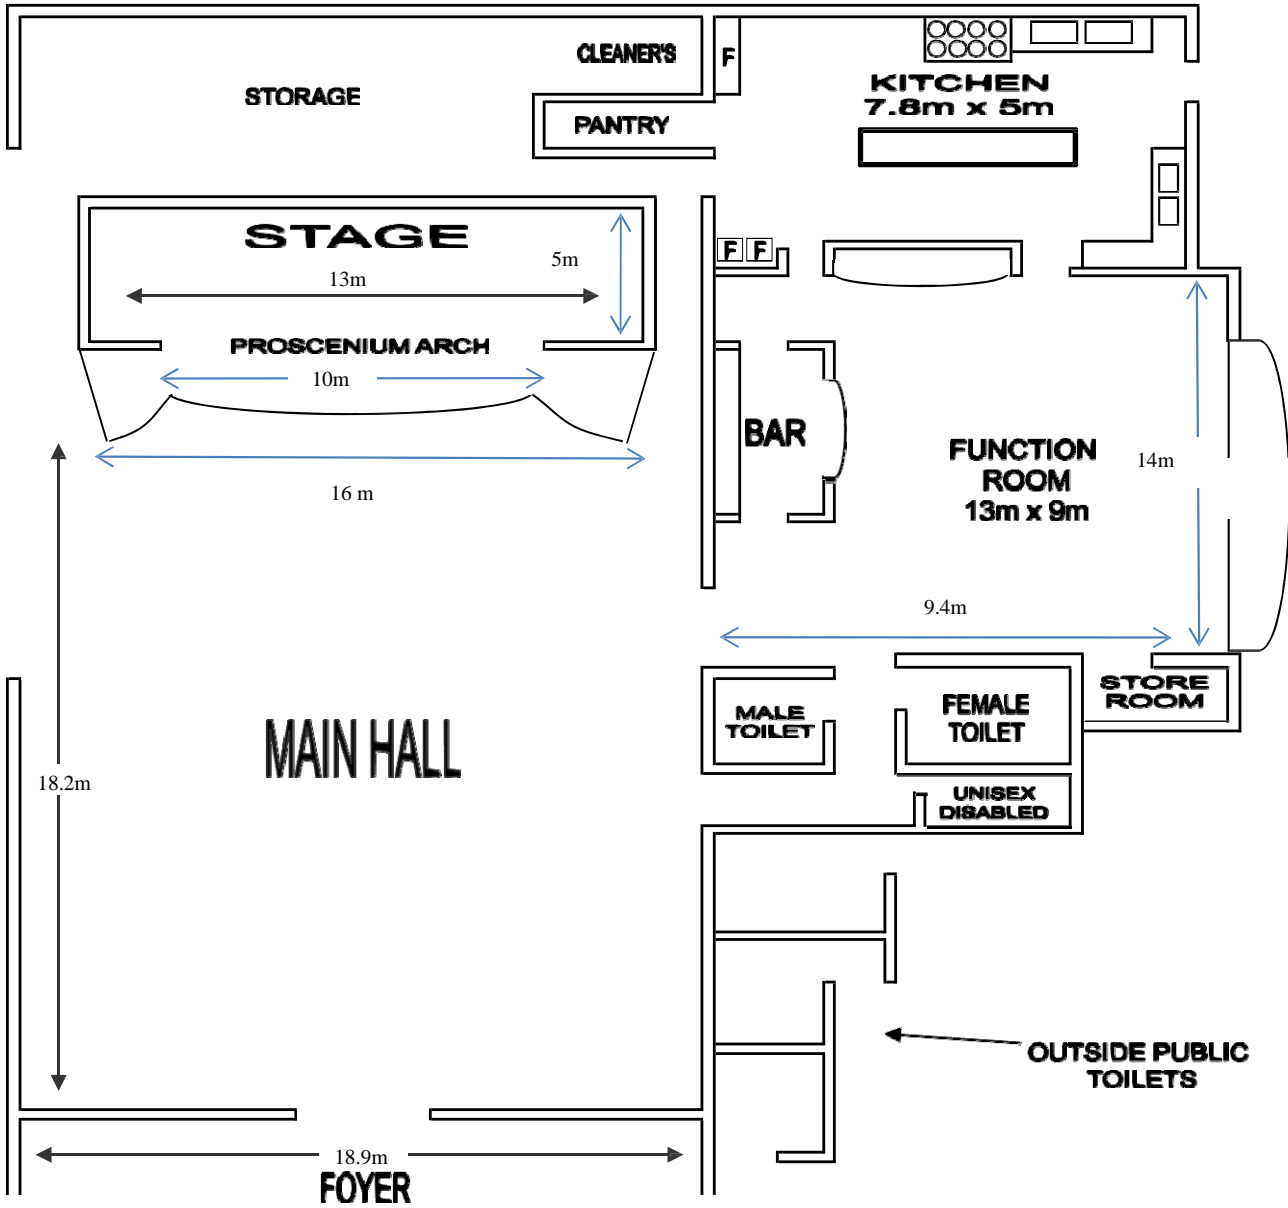 CLEANER'S
F
STORAGE
KITCHEN
7.8m x 5m
PANTRY
STAGE
5m
F F
13m
PROSCENIUM ARCH
10m
BAR
FUNCTION
ROOM
13m x 9m
14m
16 m
9.4m
MAIN HALL
MALE
TOILET
FEMALE
TOILET
STORE
ROOM
18.2m
UNISEX
DISABLED
OUTSIDE PUBLIC
TOILETS
18.9m
FOYER